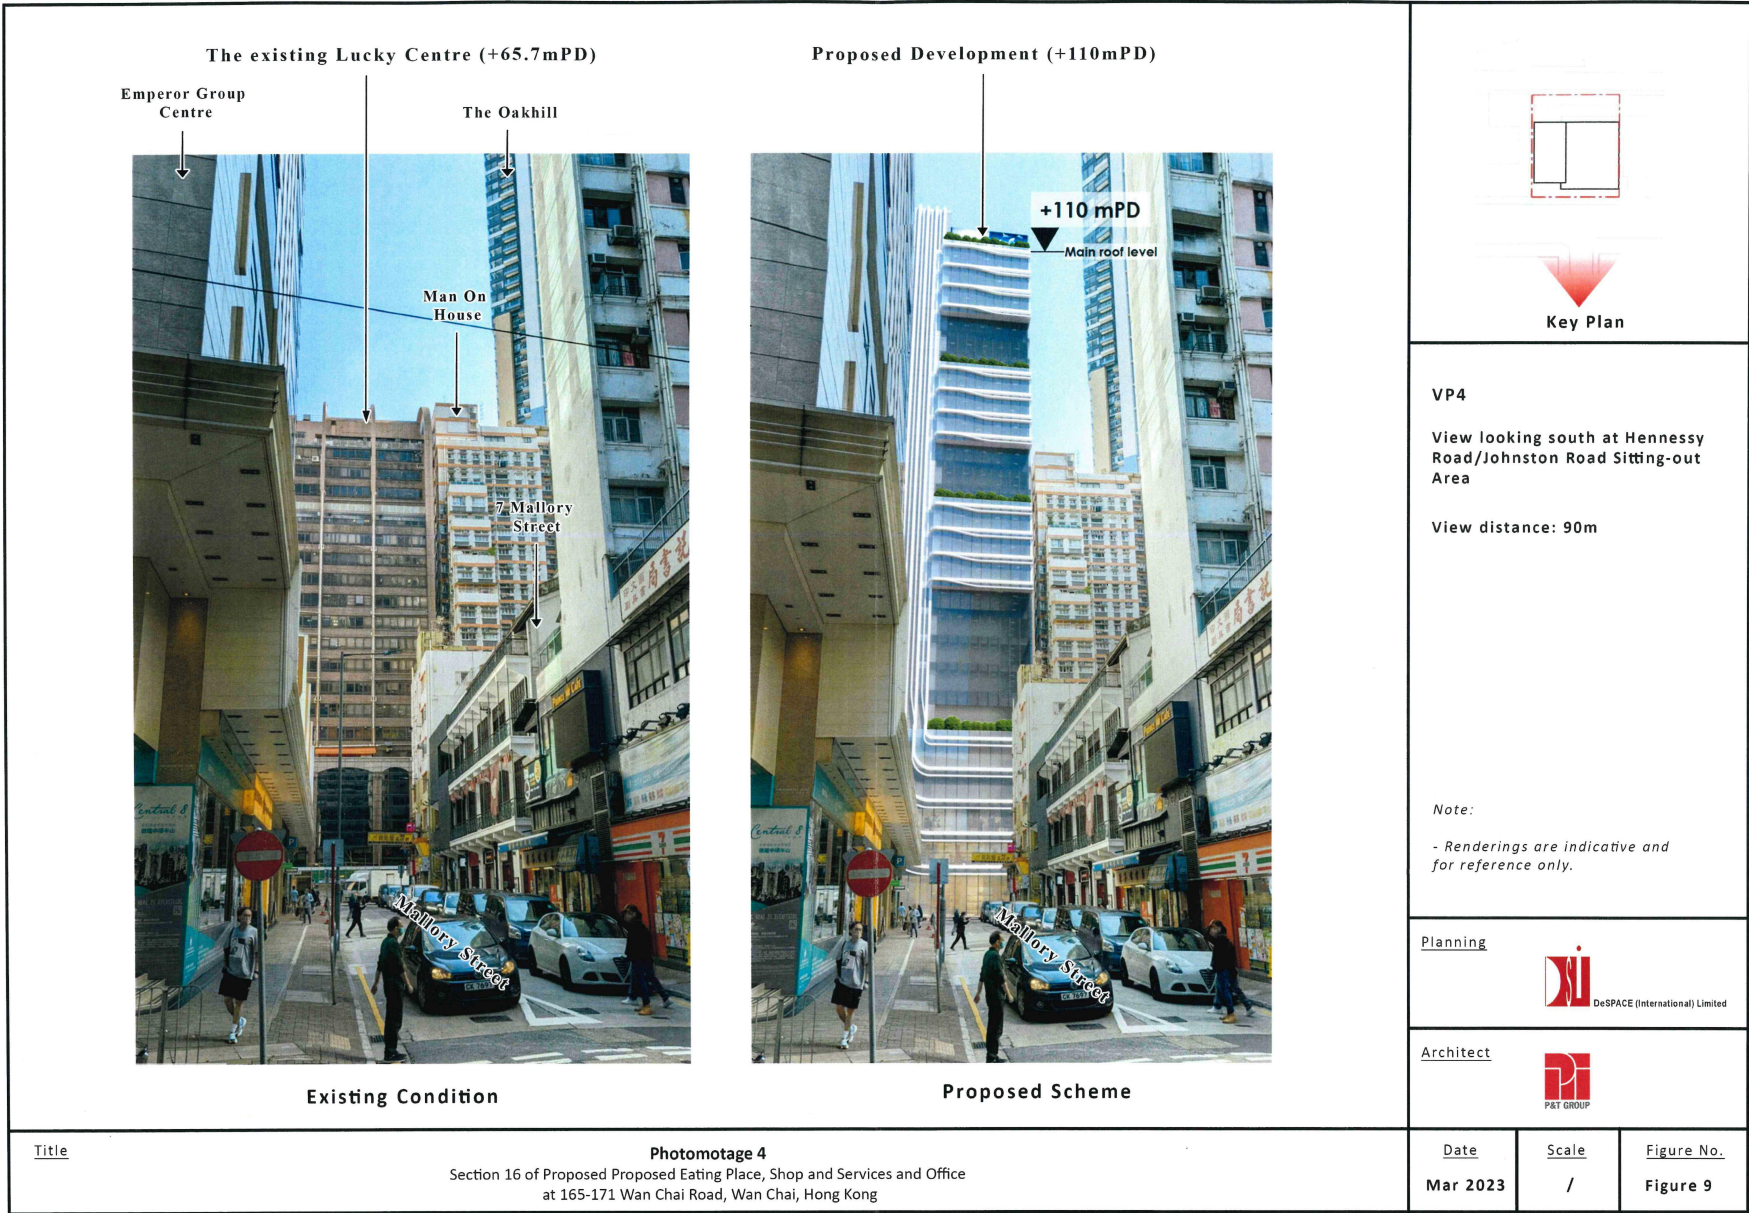 The existing Lucky Centre (+65.7mPD)
Emperor Group
Centre
The Oakhill
Man On
House
7 Mallory
Street
Central 8
Mallory Street
Existing Condition
Proposed Development (+110mPD)
+110 mPD
Main roof level
Central 8
Mallory Street
Proposed Scheme
Key Plan
VP4
View looking south at Hennessy
Road/Johnston Road Sitting-out
Area
View distance: 90m
Note:
- Renderings are indicative and
for reference only.
Planning
DeSPACE (International) Limited
Architect
P&T GROUP
Title
Photomotage 4
Section 16 of Proposed Proposed Eating Place, Shop and Services and Office
at 165-171 Wan Chai Road, Wan Chai, Hong Kong
Date
Mar 2023
Scale
/
Figure No.
Figure 9